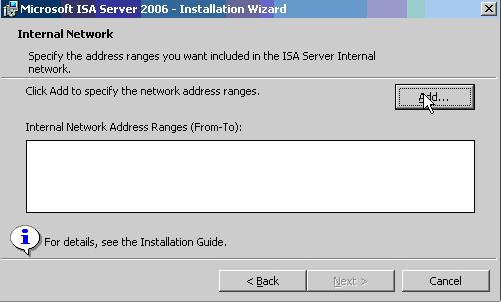 Microsoft ISA Server 2006 - Installation Wizard
Internal Network
Specify the address ranges you want included in the ISA Server Internal
network.
Click Add to specify the network address ranges.
Add...
Internal Network Address Ranges (From-To):
For details, see the Installation Guide.
< Back
Next >
Cancel